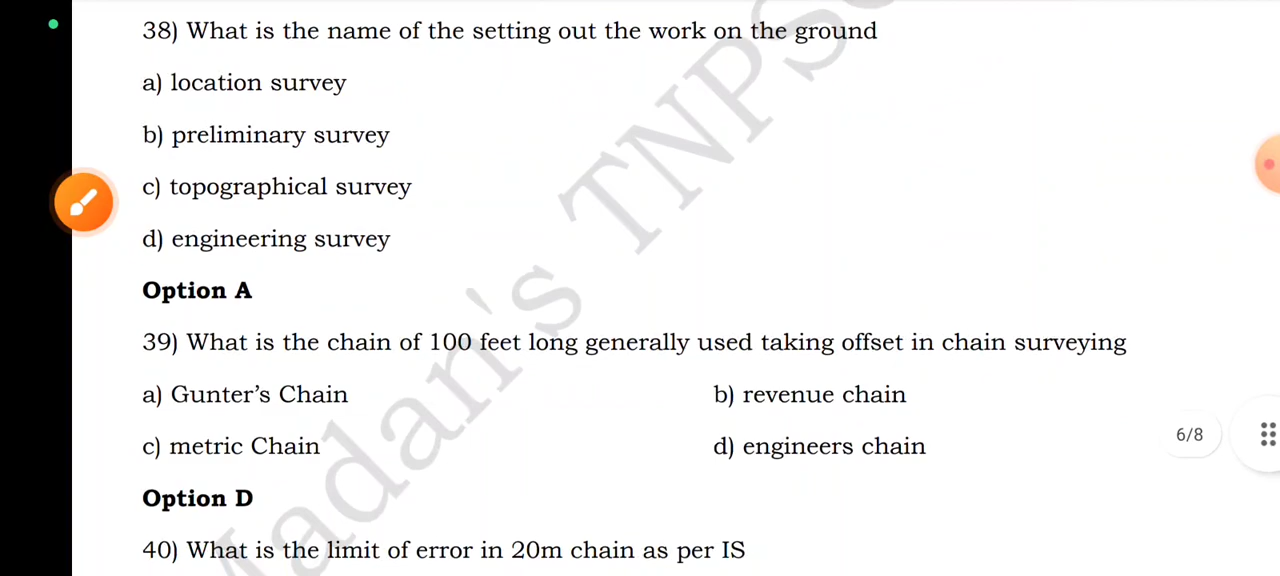 38) What is the name of the setting out the work on the ground
a) location survey
b) preliminary survey
c) topographical survey
d) engineering survey
Option A
39) What is the chain of 100 feet long generally used taking offset in chain surveying
a) Gunter’s Chain b) revenue chain
c) metric Chain d) engineers chain
6/8
Option D
40) What is the limit of error in 20m chain as per IS
Madan's TNPSC